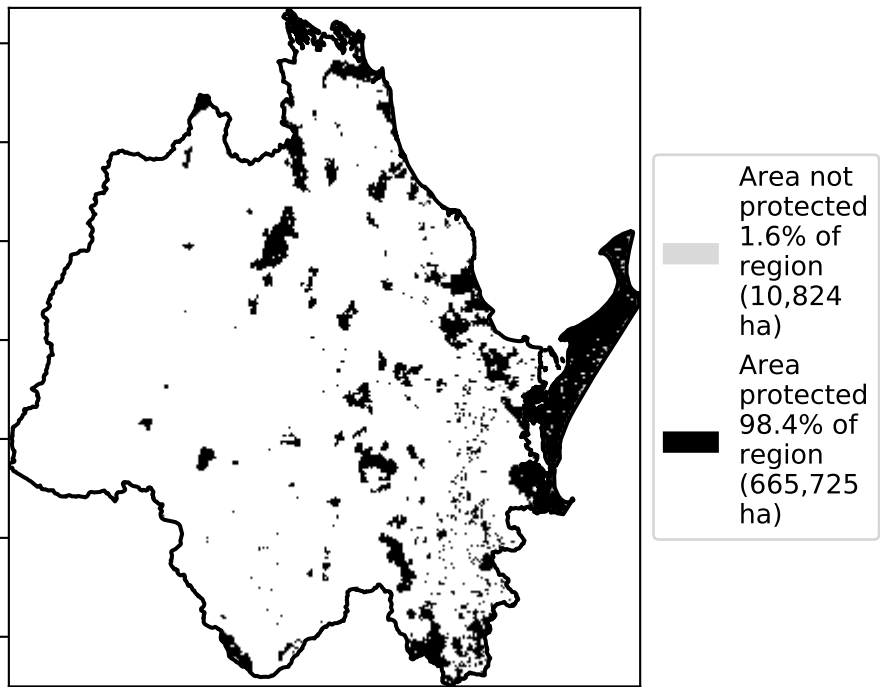 Area not
protected
1.6% of
region
(10,824
ha)
Area
protected
98.4% of
region
(665,725
ha)